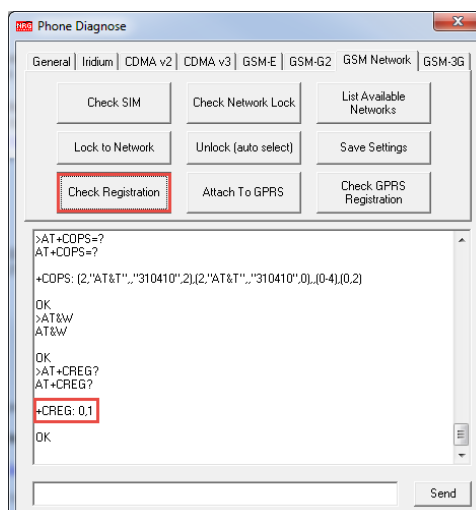 NRG Phone Diagnose
General Iridium CDMA v2 CDMA v3 GSM-E GSM-G2 GSM Network GSM-3G
Check SIM Check Network Lock List Available Networks
Lock to Network Unlock (auto select) Save Settings
Check Registration Attach To GPRS Check GPRS Registration
>AT+COPS=?
AT+COPS=?
+COPS: (2,"AT&T",,"310410",2),(2,"AT&T",,"310410",0),,(0-4),(0,2)
OK
>AT&W
AT&W
OK
>AT+CREG?
AT+CREG?
+CREG: 0,1
OK
Send